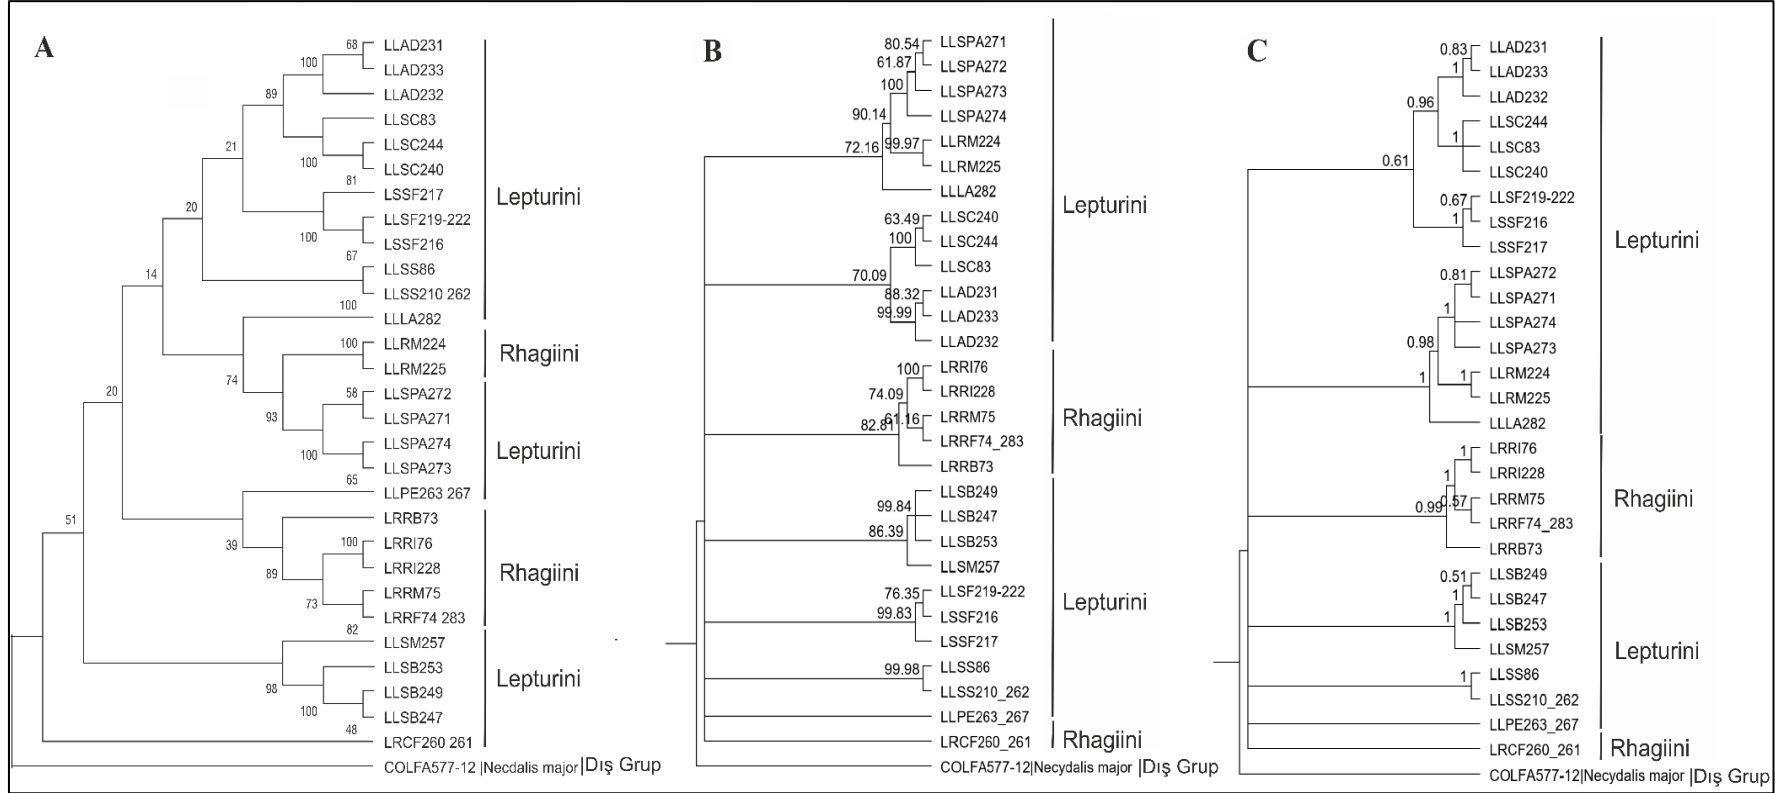 A
68
LLAD231
LLAD233
100
LLAD232
89
LLSC83
LLSC244
100
LLSC240
21
81
LSSF217
LLSF219-222
100
LSSF216
20
67
LLSS86
LLSS210 262
14
100
LLLA282
Lepturini
100
LLRM224
LLRM225
Rhagiini
74
58
LLSPA272
LLSPA271
93
LLSPA274
100
LLSPA273
20
65
LLPE263 267
Lepturini
LRRB73
39
100
LRRI76
LRRI228
89
LRRM75
73
LRRF74 283
Rhagiini
51
82
LLSM257
LLSB253
98
LLSB249
100
LLSB247
48
LRCF260 261
Lepturini
COLFA577-12 |Necdalis major |Dış Grup
B
80.54
LLSPA271
61.87
LLSPA272
100
LLSPA273
LLSPA274
90.14
99.97
LLRM224
72.16
LLRM225
LLLA282
63.49
LLSC240
100
LLSC244
LLSC83
70.09
88.32
LLAD231
99.99
LLAD233
LLAD232
Lepturini
100
LRRI76
74.09
LRRI228
61.16
LRRM75
82.81
LRRF74_283
LRRB73
Rhagiini
LLSB249
99.84
LLSB247
86.39
LLSB253
LLSM257
76.35
LLSF219-222
99.83
LSSF216
LSSF217
99.98
LLSS86
LLSS210_262
LLPE263_267
Lepturini
LRCF260_261
Rhagiini
COLFA577-12|Necydalis major |Dış Grup
C
0.83
LLAD231
1
LLAD233
LLAD232
0.96
LLSC244
1
LLSC83
LLSC240
0.61
0.67
LLSF219-222
1
LSSF216
LSSF217
0.81
LLSPA272
LLSPA271
1
LLSPA274
LLSPA273
0.98
1
LLRM224
1
LLRM225
LLLA282
Lepturini
1
LRRI76
1
LRRI228
0.57
LRRM75
0.99
LRRF74_283
LRRB73
Rhagiini
0.51
LLSB249
1
LLSB247
1
LLSB253
LLSM257
1
LLSS86
LLSS210_262
LLPE263_267
Lepturini
LRCF260_261
Rhagiini
COLFA577-12|Necydalis major |Dış Grup